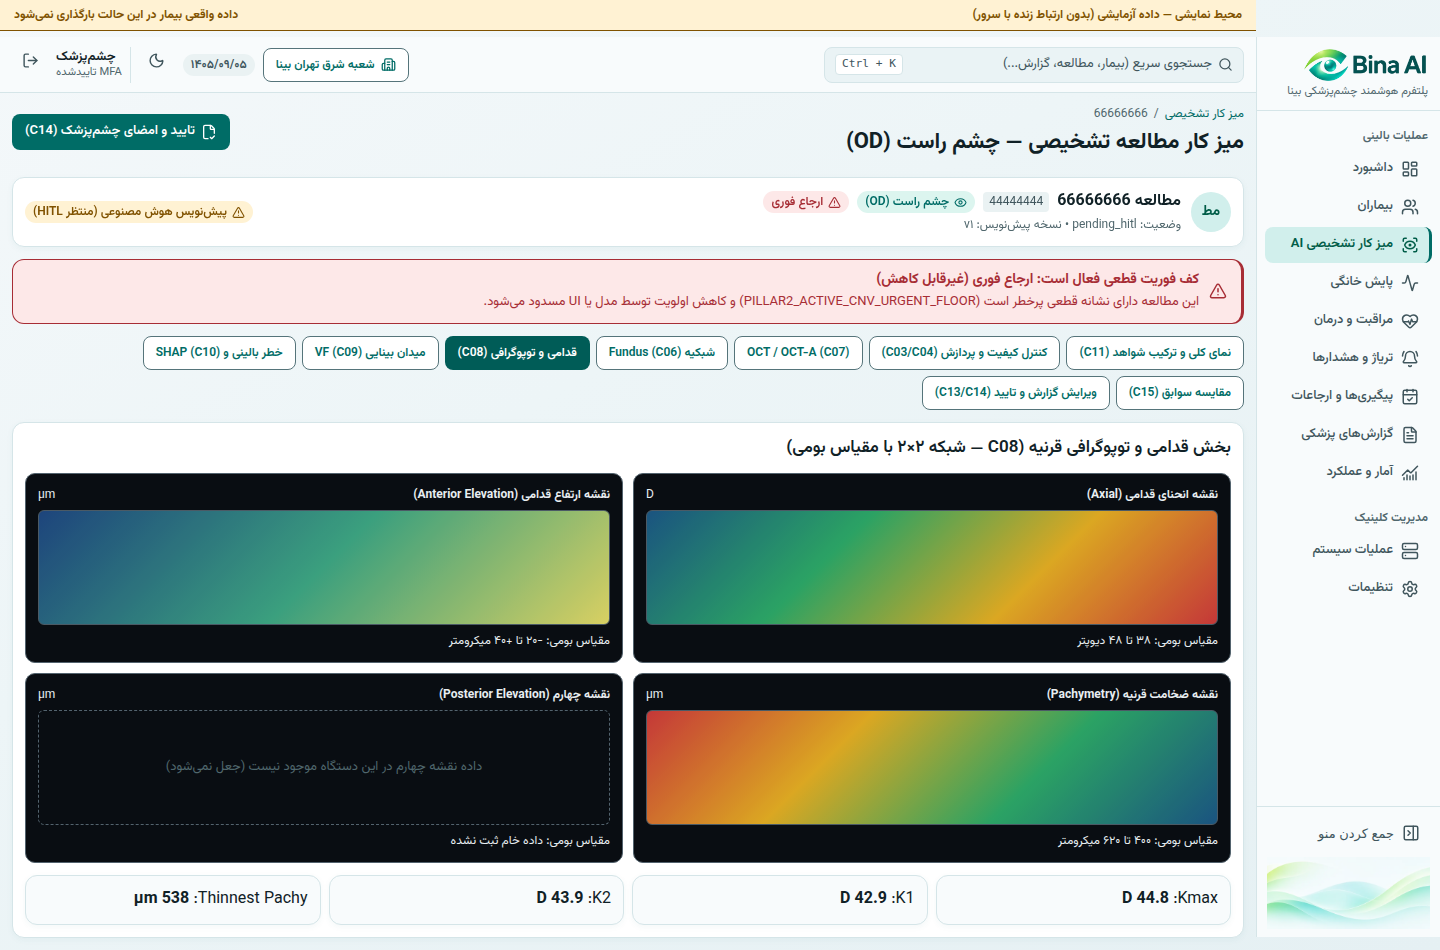 محیط نمایشی — داده آزمایشی (بدون ارتباط زنده با سرور)
داده واقعی بیمار در این حالت بارگذاری نمی‌شود
Bina AI
پلتفرم هوشمند چشم‌پزشکی بینا
جستجوی سریع (بیمار، مطالعه، گزارش...)
Ctrl + K
شعبه شرق تهران بینا
۱۴۰۵/۰۹/۰۵
چشم‌پزشک
MFA تاییدشده
عملیات بالینی
داشبورد
بیماران
میز کار تشخیصی AI
پایش خانگی
مراقبت و درمان
تریاژ و هشدارها
پیگیری‌ها و ارجاعات
گزارش‌های پزشکی
آمار و عملکرد
مدیریت کلینیک
عملیات سیستم
تنظیمات
جمع کردن منو
میز کار تشخیصی / 66666666
میز کار مطالعه تشخیصی — چشم راست (OD)
تایید و امضای چشم‌پزشک (C14)
مط
مطالعه 66666666
44444444
چشم راست (OD)
ارجاع فوری
وضعیت: pending_hitl • نسخه پیش‌نویس: ۷۱
پیش‌نویس هوش مصنوعی (منتظر HITL)
کف فوریت قطعی فعال است: ارجاع فوری (غیرقابل کاهش)
این مطالعه دارای نشانه قطعی پرخطر است (PILLAR2_ACTIVE_CNV_URGENT_FLOOR) و کاهش اولویت توسط مدل یا UI مسدود می‌شود.
نمای کلی و ترکیب شواهد (C11)
کنترل کیفیت و پردازش (C03/C04)
OCT / OCT-A (C07)
شبکیه Fundus (C06)
قدامی و توپوگرافی (C08)
میدان بینایی VF (C09)
خطر بالینی و SHAP (C10)
مقایسه سوابق (C15)
ویرایش گزارش و تایید (C13/C14)
بخش قدامی و توپوگرافی قرنیه (C08 — شبکه ۲×۲ با مقیاس بومی)
نقشه انحنای قدامی (Axial)
D
مقیاس بومی: ۳۸ تا ۴۸ دیوپتر
نقشه ارتفاع قدامی (Anterior Elevation)
µm
مقیاس بومی: -۲۰ تا +۴۰ میکرومتر
نقشه ضخامت قرنیه (Pachymetry)
µm
مقیاس بومی: ۴۰۰ تا ۶۲۰ میکرومتر
نقشه چهارم (Posterior Elevation)
µm
داده نقشه چهارم در این دستگاه موجود نیست (جعل نمی‌شود)
مقیاس بومی: داده خام ثبت نشده
Kmax: 44.8 D
K1: 42.9 D
K2: 43.9 D
Thinnest Pachy: 538 µm